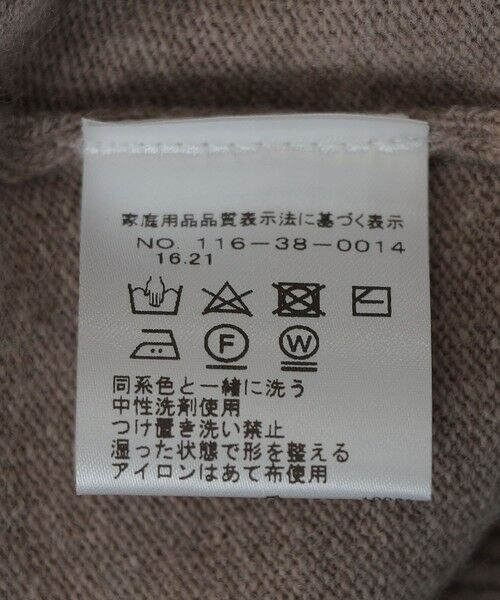 家庭用品品質表示法に基づく表示
NO. 116-38-0014
16.21
F W
同系色と一緒に洗う
中性洗剤使用
つけ置き洗い禁止
湿った状態で形を整える
アイロンはあて布使用